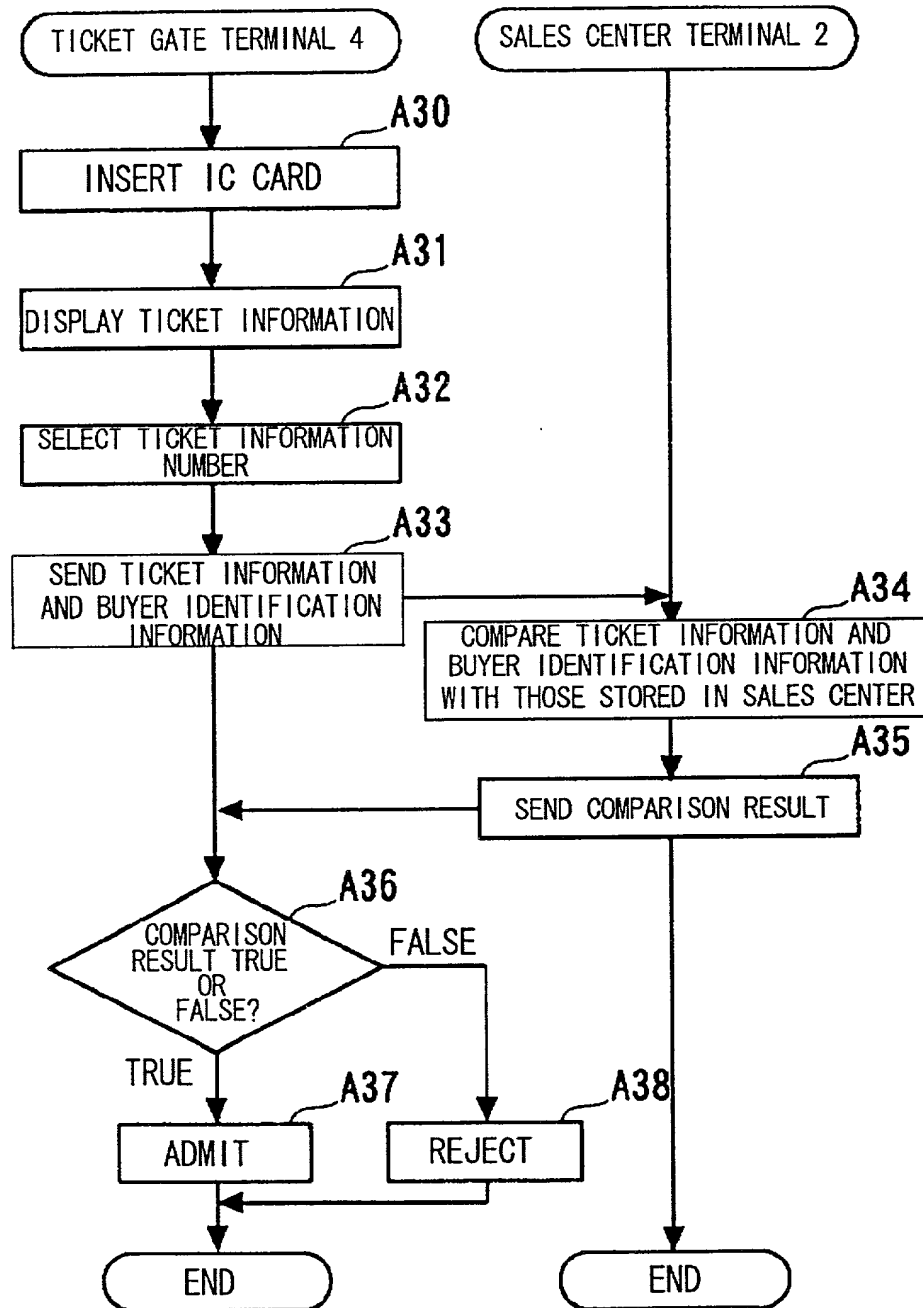 TICKET GATE TERMINAL 4
SALES CENTER TERMINAL 2
A30
INSERT IC CARD
A31
DISPLAY TICKET INFORMATION
A32
SELECT TICKET INFORMATION
NUMBER
A33
SEND TICKET INFORMATION
AND BUYER IDENTIFICATION
INFORMATION
A34
COMPARE TICKET INFORMATION AND
BUYER IDENTIFICATION INFORMATION
WITH THOSE STORED IN SALES CENTER
A35
SEND COMPARISON RESULT
A36
COMPARISON
RESULT TRUE
OR
FALSE?
FALSE
TRUE
A37
ADMIT
A38
REJECT
END
END